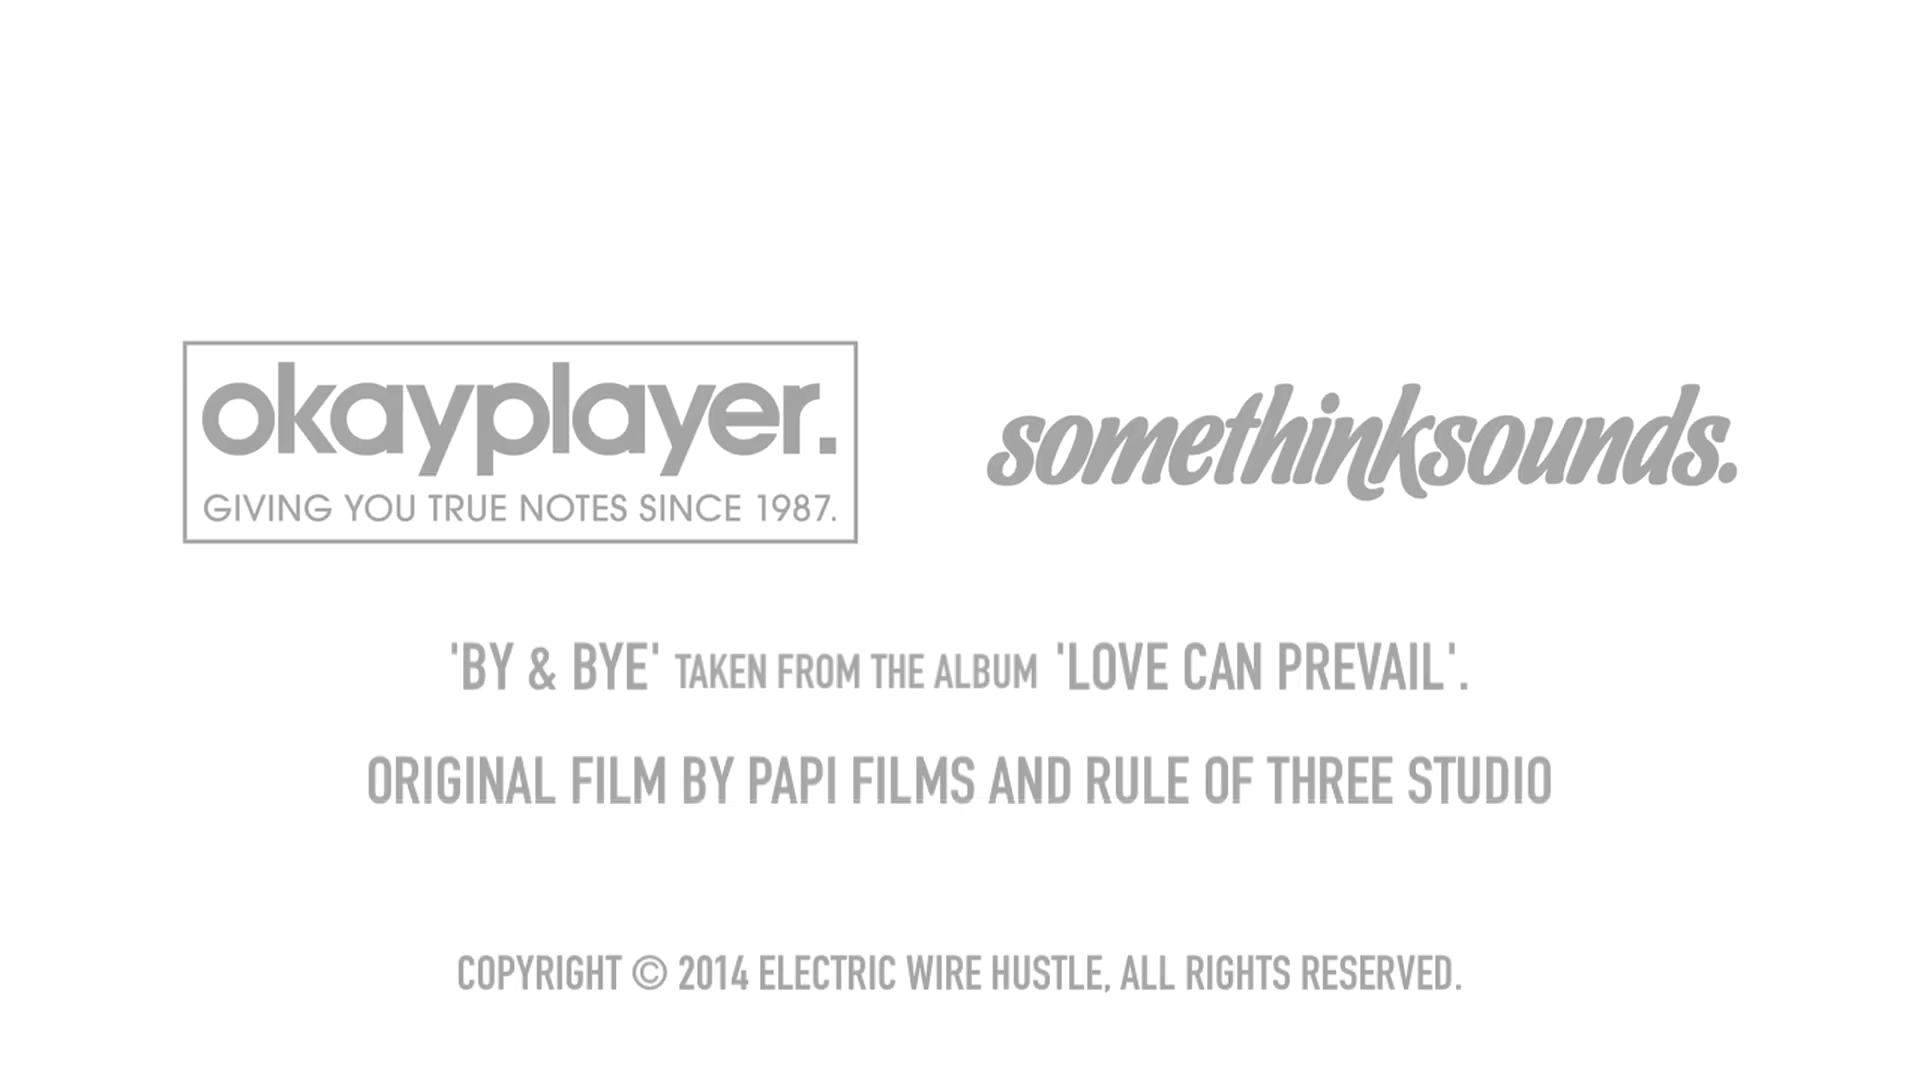 okayplayer.
GIVING YOU TRUE NOTES SINCE 1987.
somethinksounds.
'BY & BYE' TAKEN FROM THE ALBUM 'LOVE CAN PREVAIL'.
ORIGINAL FILM BY PAPI FILMS AND RULE OF THREE STUDIO
COPYRIGHT © 2014 ELECTRIC WIRE HUSTLE, ALL RIGHTS RESERVED.